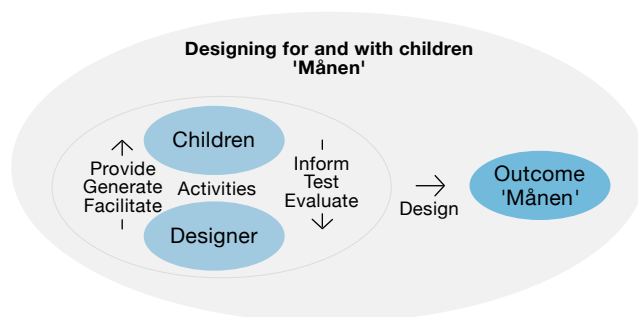 Designing for and with children
'Månen'
Children
Provide
Generate
Facilitate
Activities
Inform
Test
Evaluate
Designer
Design
Outcome
'Månen'